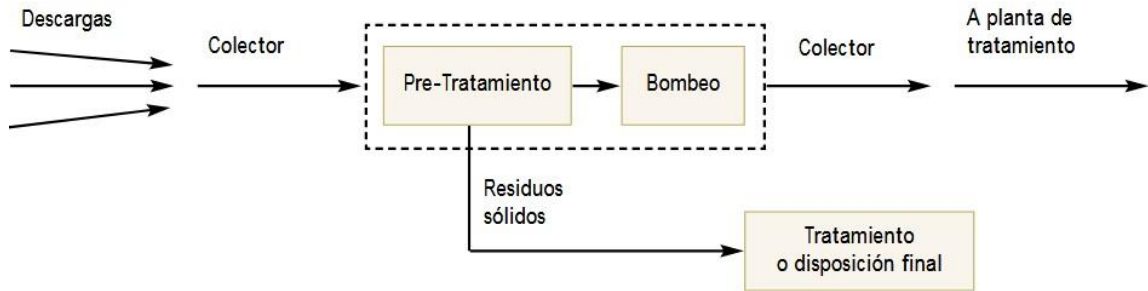 Descargas
Colector
Pre-Tratamiento
Bombeo
Colector
A planta de
tratamiento
Residuos
sólidos
Tratamiento
o disposición final